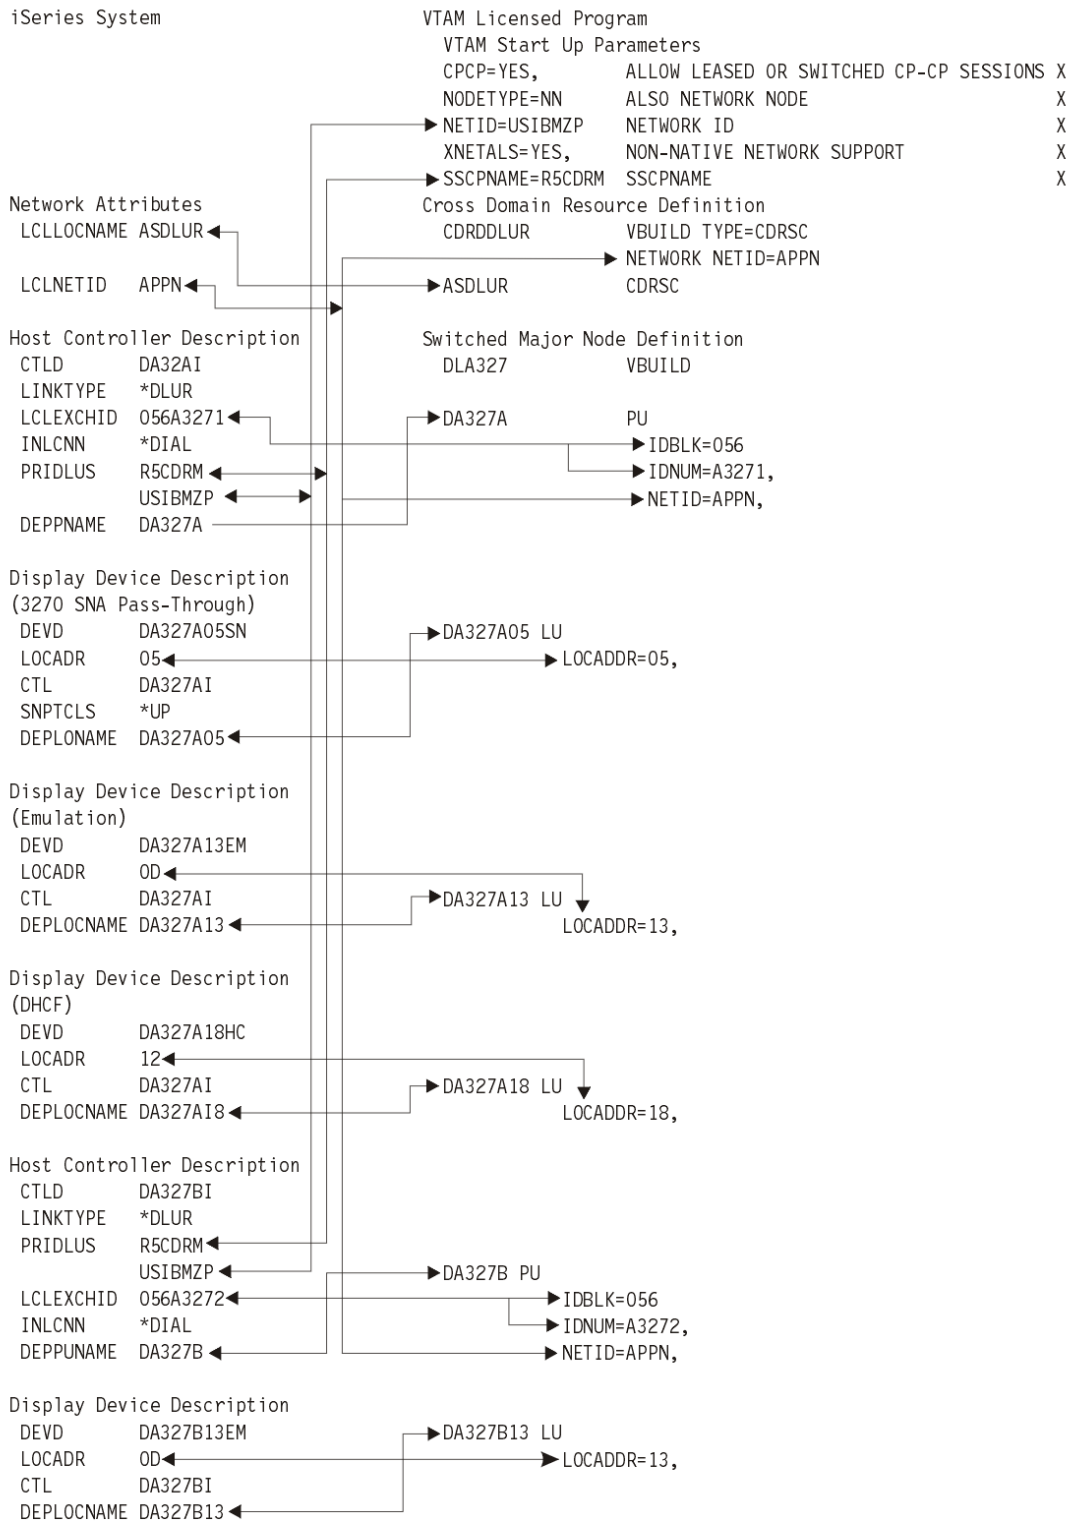 iSeries System VTAM Licensed Program
VTAM Start Up Parameters
CPCP=YES, ALLOW LEASED OR SWITCHED CP-CP SESSIONS X
NODETYPE=NN ALSO NETWORK NODE X
NETID=USIBMZP NETWORK ID X
XNETALS=YES, NON-NATIVE NETWORK SUPPORT X
SSCPNAME=R5CDRM SSCPNAME X
Network Attributes Cross Domain Resource Definition
LCLLOCNAME ASDLUR CDRDDLUR VBUILD TYPE=CDRSC
NETWORK NETID=APPN
LCLNETID APPN ASDLUR CDRSC
Host Controller Description Switched Major Node Definition
CTLD DA32AI DLA327 VBUILD
LINKTYPE *DLUR
LCLEXCHID 056A3271 DA327A PU
INLCNN *DIAL IDBLK=056
PRIDLUS R5CDRM IDNUM=A3271,
USIBMZP NETID=APPN,
DEPPNAME DA327A
Display Device Description
(3270 SNA Pass-Through)
DEVD DA327A05SN DA327A05 LU
LOCADR 05 LOCADDR=05,
CTL DA327AI
SNPTCLS *UP
DEPLONAME DA327A05
Display Device Description
(Emulation)
DEVD DA327A13EM
LOCADR 0D
CTL DA327AI DA327A13 LU
DEPLOCNAME DA327A13 LOCADDR=13,
Display Device Description
(DHCF)
DEVD DA327A18HC
LOCADR 12
CTL DA327AI DA327A18 LU
DEPLOCNAME DA327AI8 LOCADDR=18,
Host Controller Description
CTLD DA327BI
LINKTYPE *DLUR
PRIDLUS R5CDRM
USIBMZP DA327B PU
LCLEXCHID 056A3272 IDBLK=056
INLCNN *DIAL IDNUM=A3272,
DEPPUNAME DA327B NETID=APPN,
Display Device Description
DEVD DA327B13EM DA327B13 LU
LOCADR 0D LOCADDR=13,
CTL DA327BI
DEPLOCNAME DA327B13